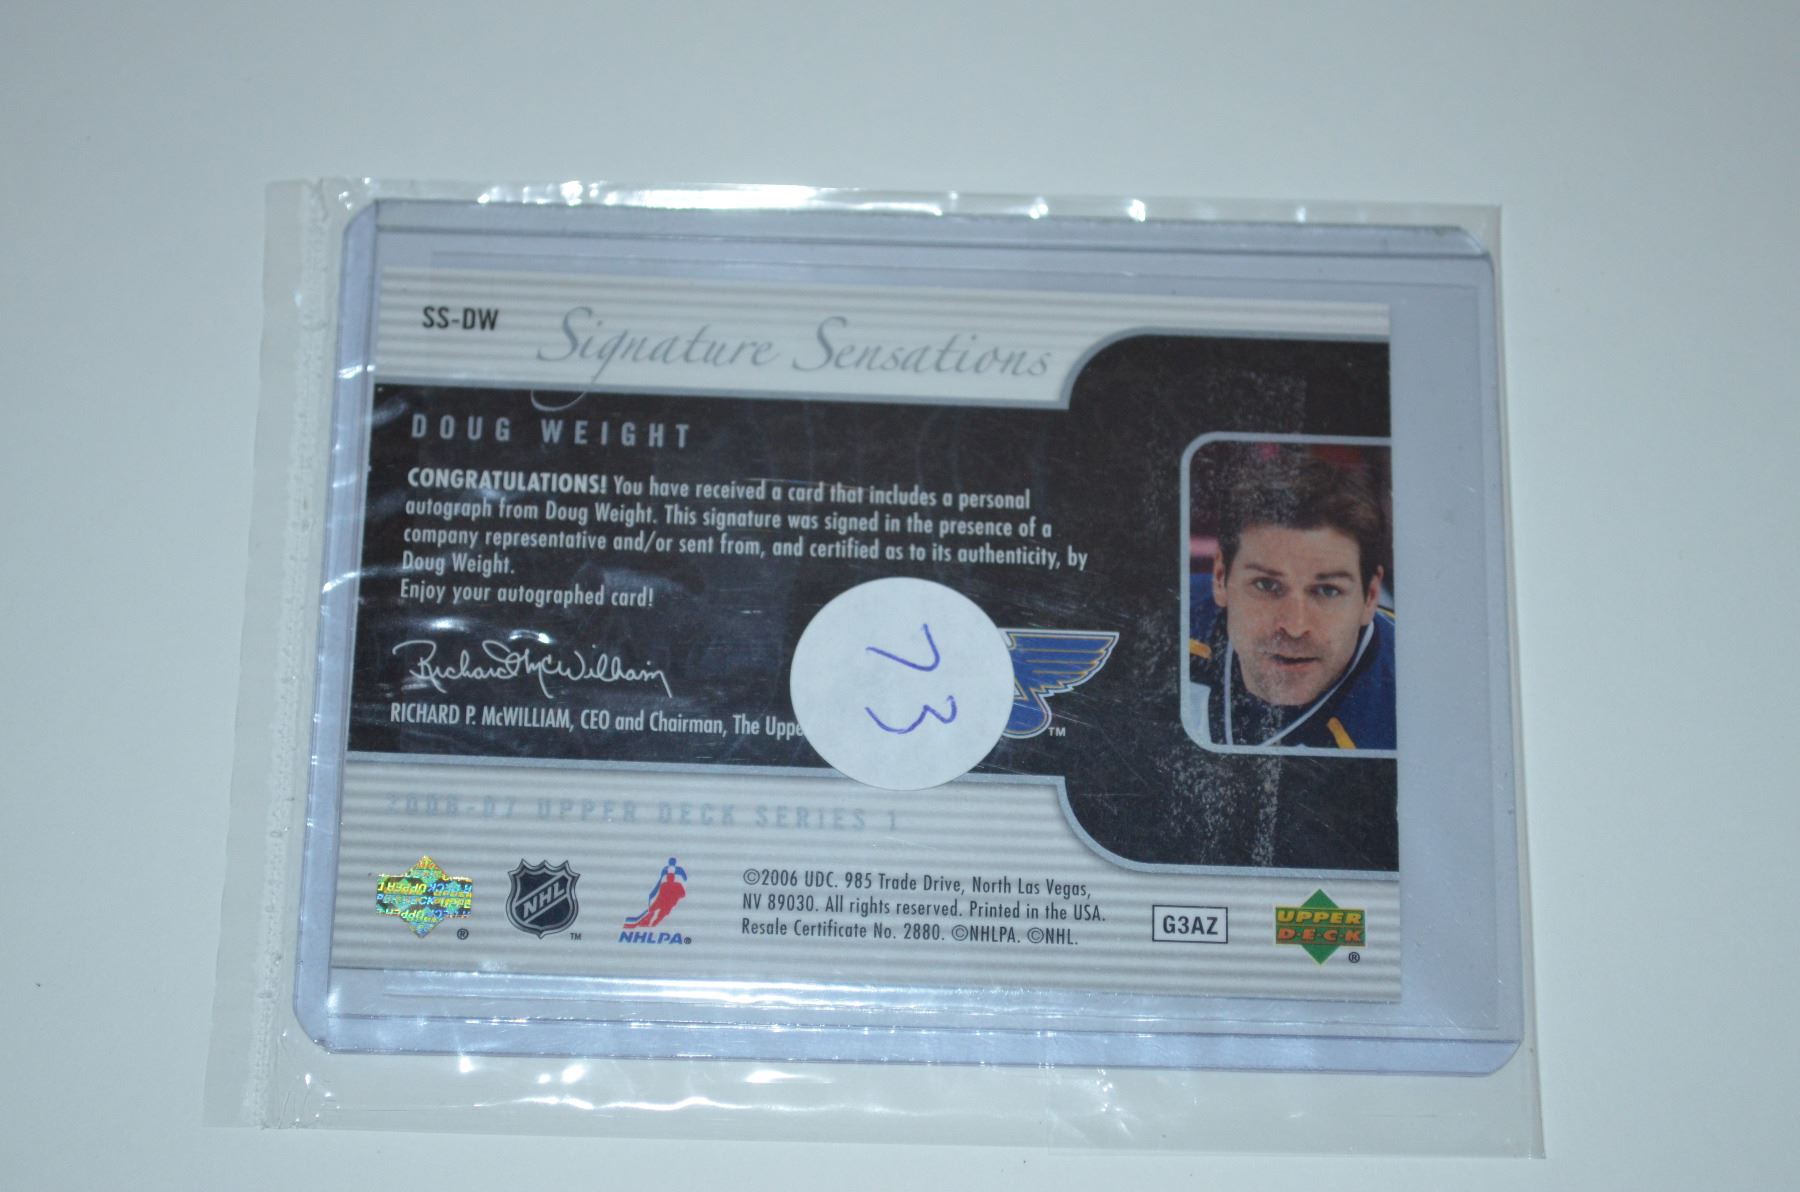 SS-DW
Signature Sensations
DOUG WEIGHT
CONGRATULATIONS! You have received a card that includes a personal
autograph from Doug Weight. This signature was signed in the presence of a
company representative and/or sent from, and certified as to its authenticity, by
Doug Weight.
Enjoy your autographed card!
Richard P. McWilliam
RICHARD P. McWILLIAM, CEO and Chairman, The Uppe
73
TM
2006-07 UPPER DECK SERIES 1
UPPER DECK
®
NHL
TM
NHLPA®
©2006 UDC. 985 Trade Drive, North Las Vegas,
NV 89030. All rights reserved. Printed in the USA.
Resale Certificate No. 2880. ©NHLPA. ©NHL.
G3AZ
UPPER
D·E·C·K
®